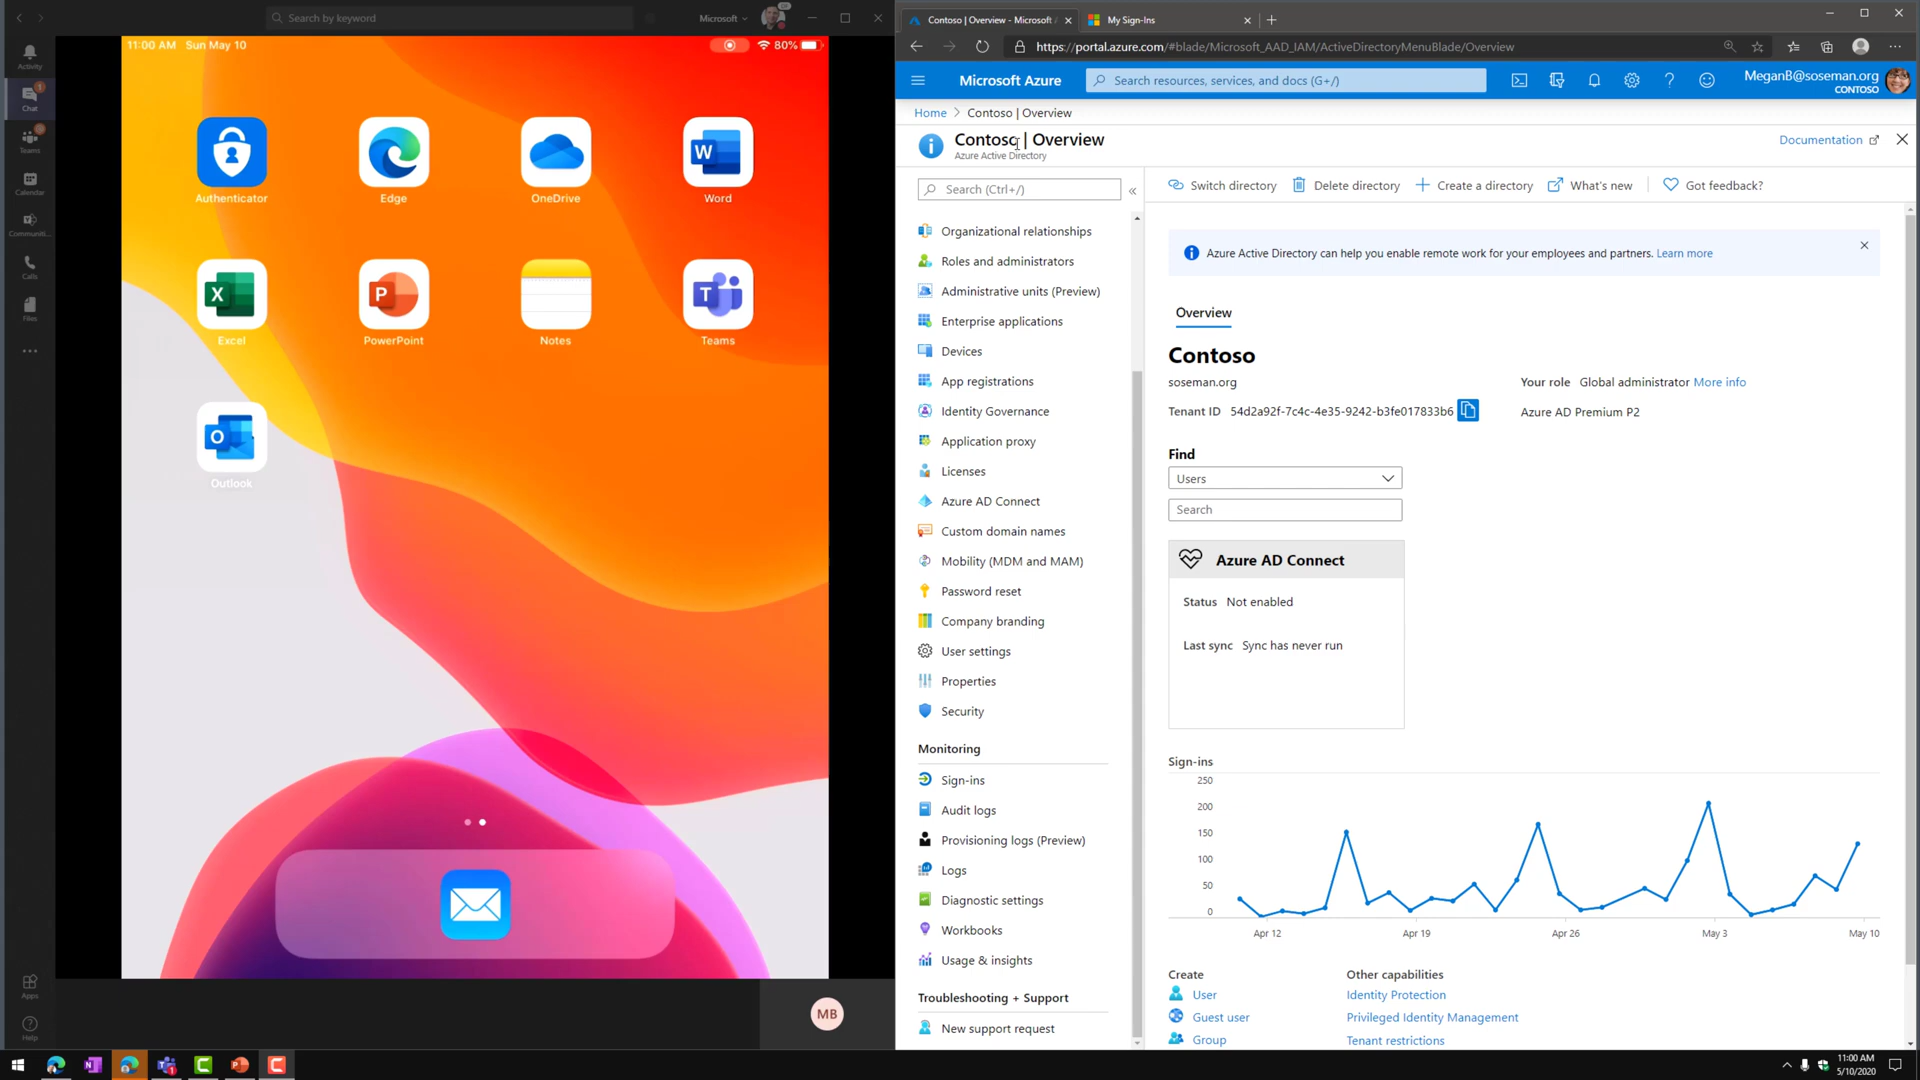 Search by keyword
Microsoft
Activity
Chat
Teams
Calendar
Communiti...
Calls
Files
Apps
Help
11:00 AM Sun May 10
80%
Authenticator
Edge
OneDrive
Word
Excel
PowerPoint
Notes
Teams
Outlook
MB
Contoso | Overview - Microsoft
My Sign-Ins
https://portal.azure.com/#blade/Microsoft_AAD_IAM/ActiveDirectoryMenuBlade/Overview
Microsoft Azure
Search resources, services, and docs (G+/)
MeganB@soseman.org
CONTOSO
Home > Contoso | Overview
Contoso | Overview
Azure Active Directory
Documentation
Search (Ctrl+/)
Switch directory
Delete directory
Create a directory
What's new
Got feedback?
Organizational relationships
Roles and administrators
Administrative units (Preview)
Enterprise applications
Devices
App registrations
Identity Governance
Application proxy
Licenses
Azure AD Connect
Custom domain names
Mobility (MDM and MAM)
Password reset
Company branding
User settings
Properties
Security
Monitoring
Sign-ins
Audit logs
Provisioning logs (Preview)
Logs
Diagnostic settings
Workbooks
Usage & insights
Troubleshooting + Support
New support request
Azure Active Directory can help you enable remote work for your employees and partners. Learn more
Overview
Contoso
soseman.org
Tenant ID 54d2a92f-7c4c-4e35-9242-b3fe017833b6
Your role Global administrator More info
Azure AD Premium P2
Find
Users
Search
Azure AD Connect
Status Not enabled
Last sync Sync has never run
Sign-ins
250
200
150
100
50
0
Apr 12
Apr 19
Apr 26
May 3
May 10
Create
User
Guest user
Group
Other capabilities
Identity Protection
Privileged Identity Management
Tenant restrictions
11:00 AM
5/10/2020